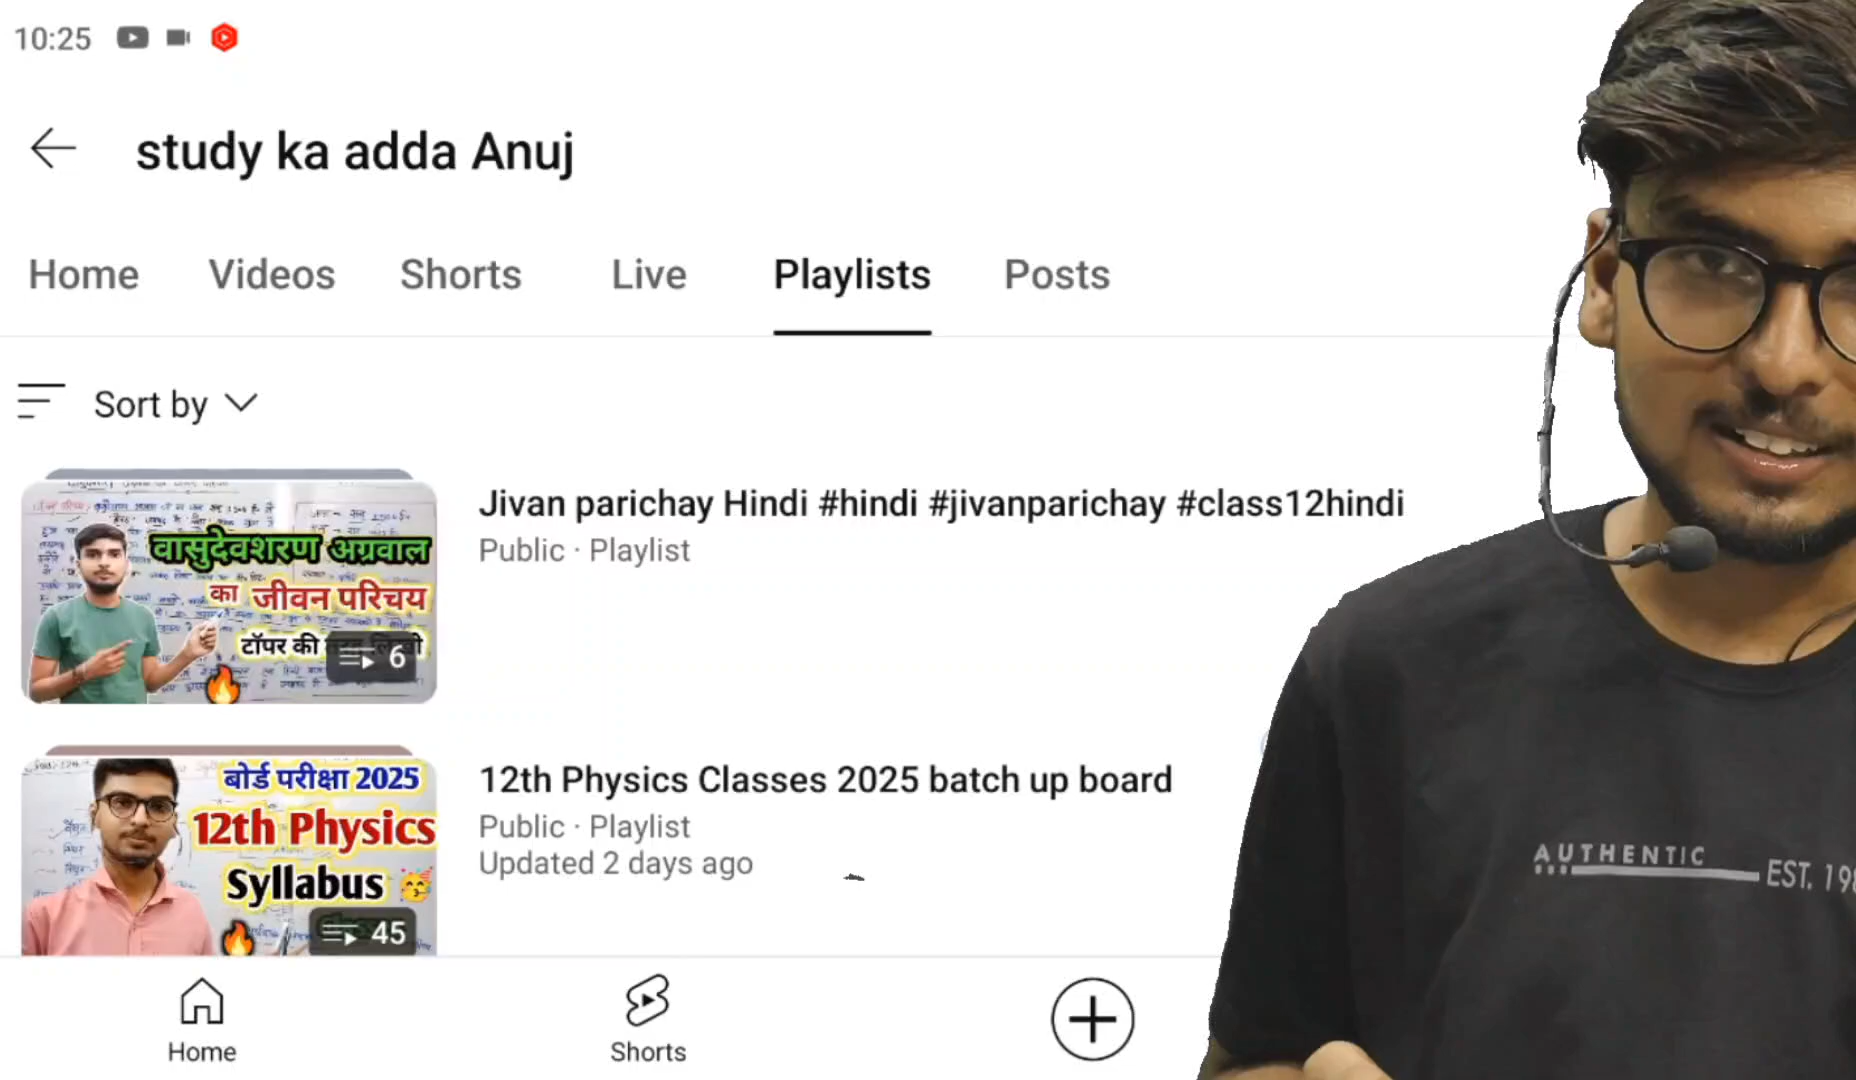 10:25
study ka adda Anuj
Home Videos Shorts Live Playlists Posts
Sort by
वासुदेवशरण अग्रवाल
का जीवन परिचय
टॉपर की
6
Jivan parichay Hindi #hindi #jivanparichay #class12hindi
Public · Playlist
बोर्ड परीक्षा 2025
12th Physics
Syllabus
45
12th Physics Classes 2025 batch up board
Public · Playlist
Updated 2 days ago
AUTHENTIC
EST. 198
Home
Shorts